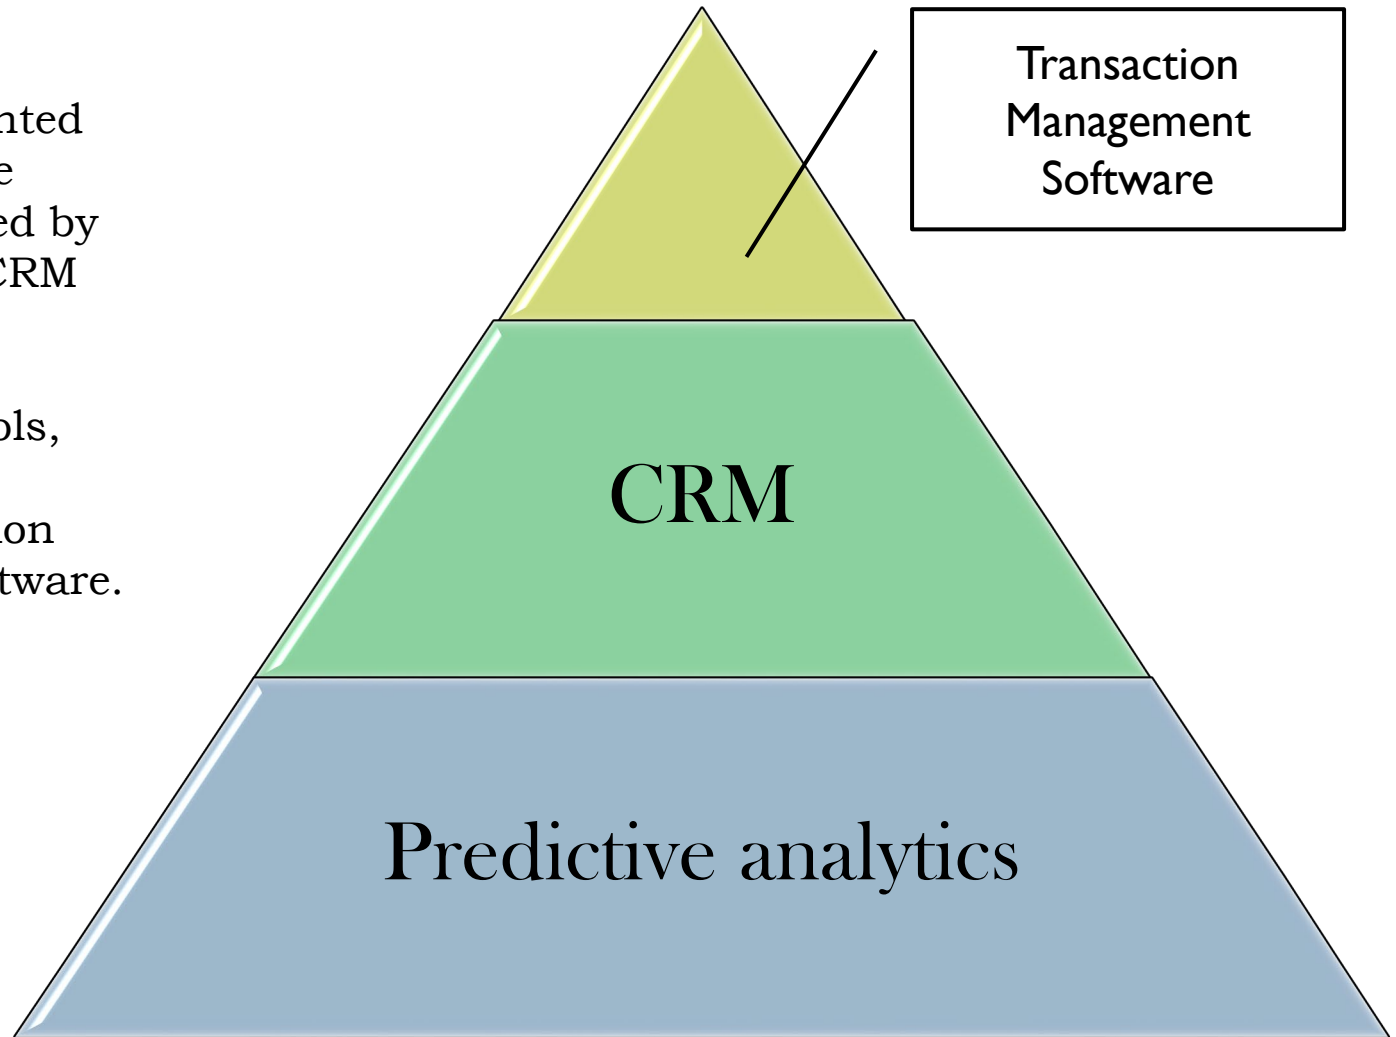 nted
e
ed by
CRM
ols,
ion
tware.
Transaction
Management
Software
CRM
Predictive analytics